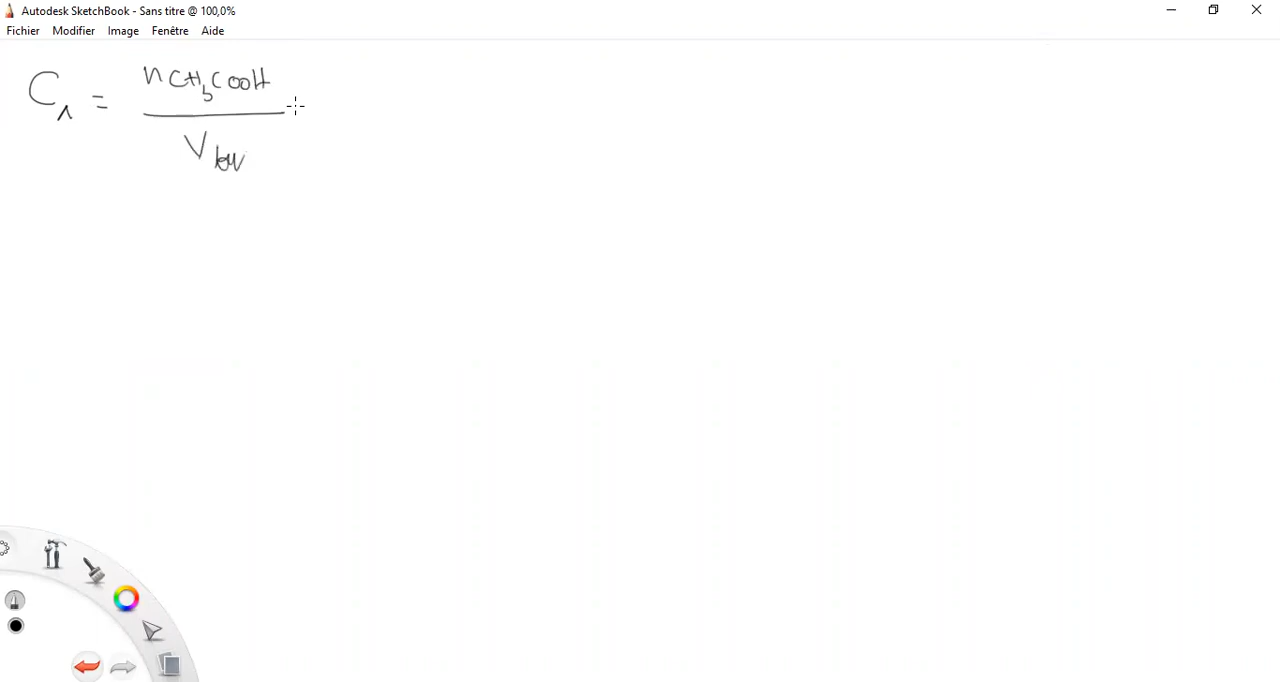 Autodesk SketchBook - Sans titre @ 100,0%
Fichier Modifier Image Fenêtre Aide
C₁ = nCH₃COOH
V